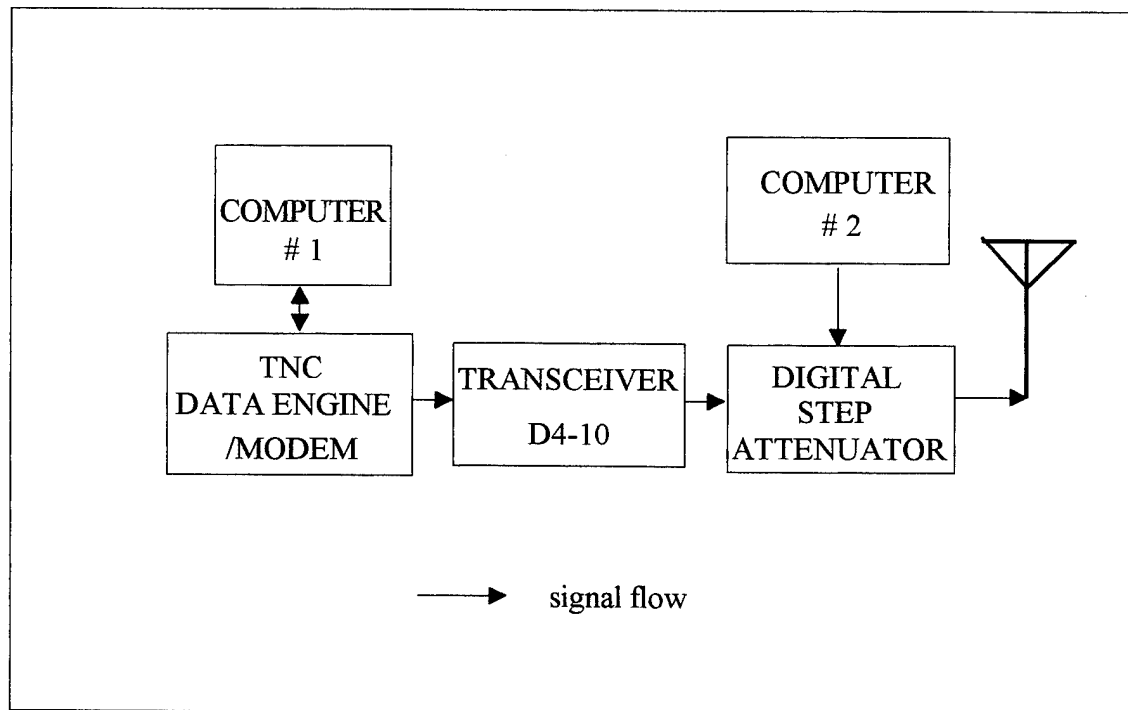 COMPUTER
# 1
COMPUTER
# 2
TNC
DATA ENGINE
/MODEM
TRANSCEIVER
D4-10
DIGITAL
STEP
ATTENUATOR
signal flow